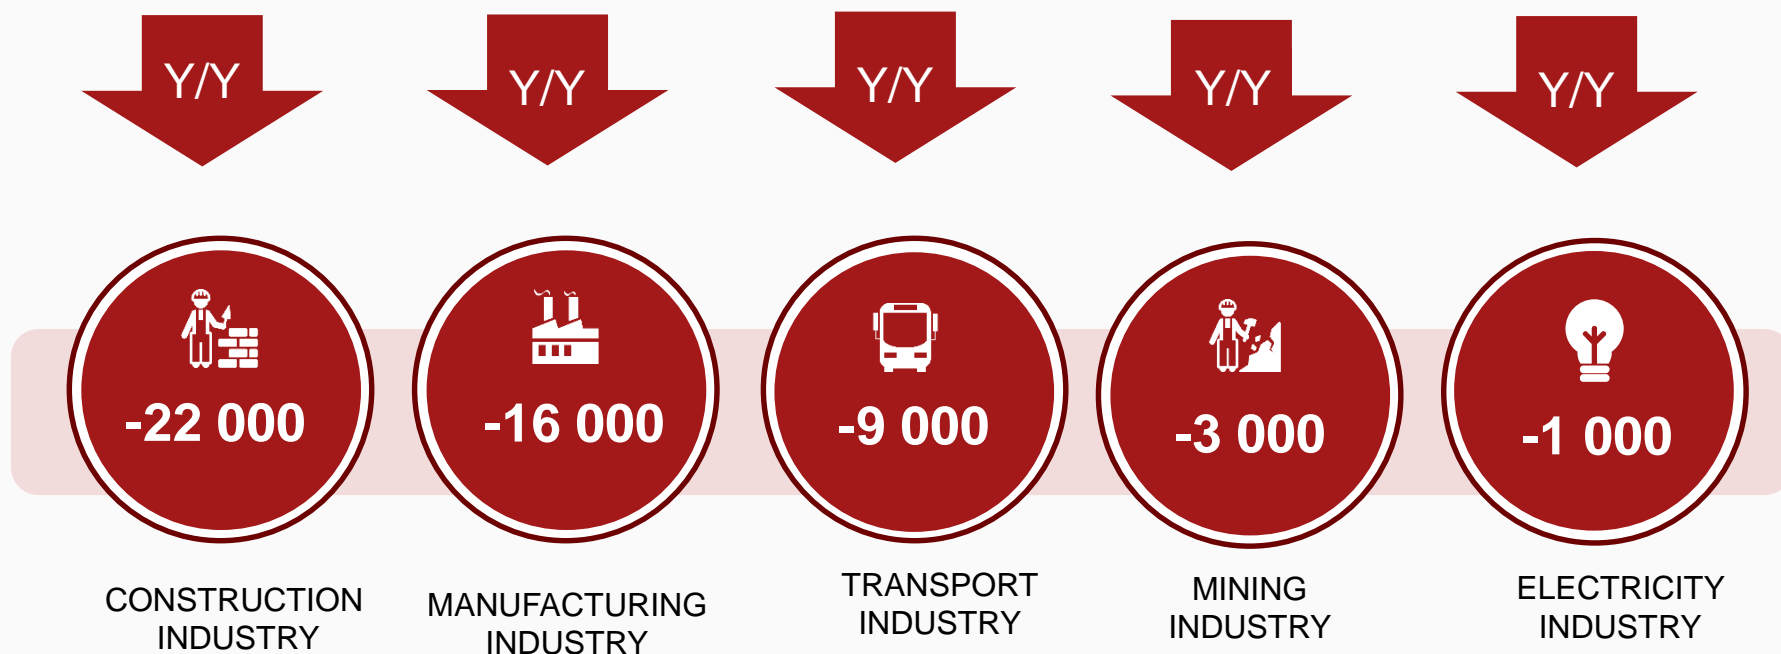 Y/Y
Y/Y
Y/Y
Y/Y
Y/Y
-22 000
-16 000
-9 000
-3 000
-1 000
CONSTRUCTION
INDUSTRY
MANUFACTURING
INDUSTRY
TRANSPORT
INDUSTRY
MINING
INDUSTRY
ELECTRICITY
INDUSTRY